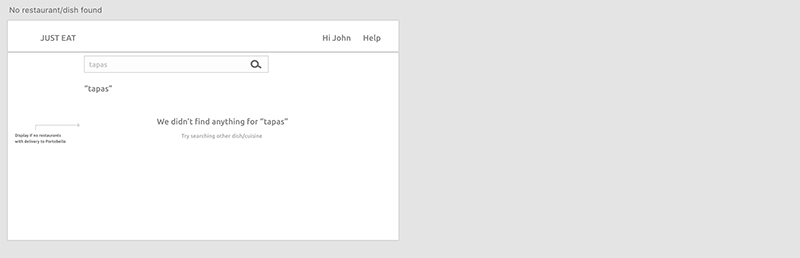 No restaurant/dish found
JUST EAT
Hi John
Help
tapas
“tapas”
We didn’t find anything for “tapas”
Try searching other dish/cuisine
Display if no restaurants
with delivery to Portobello